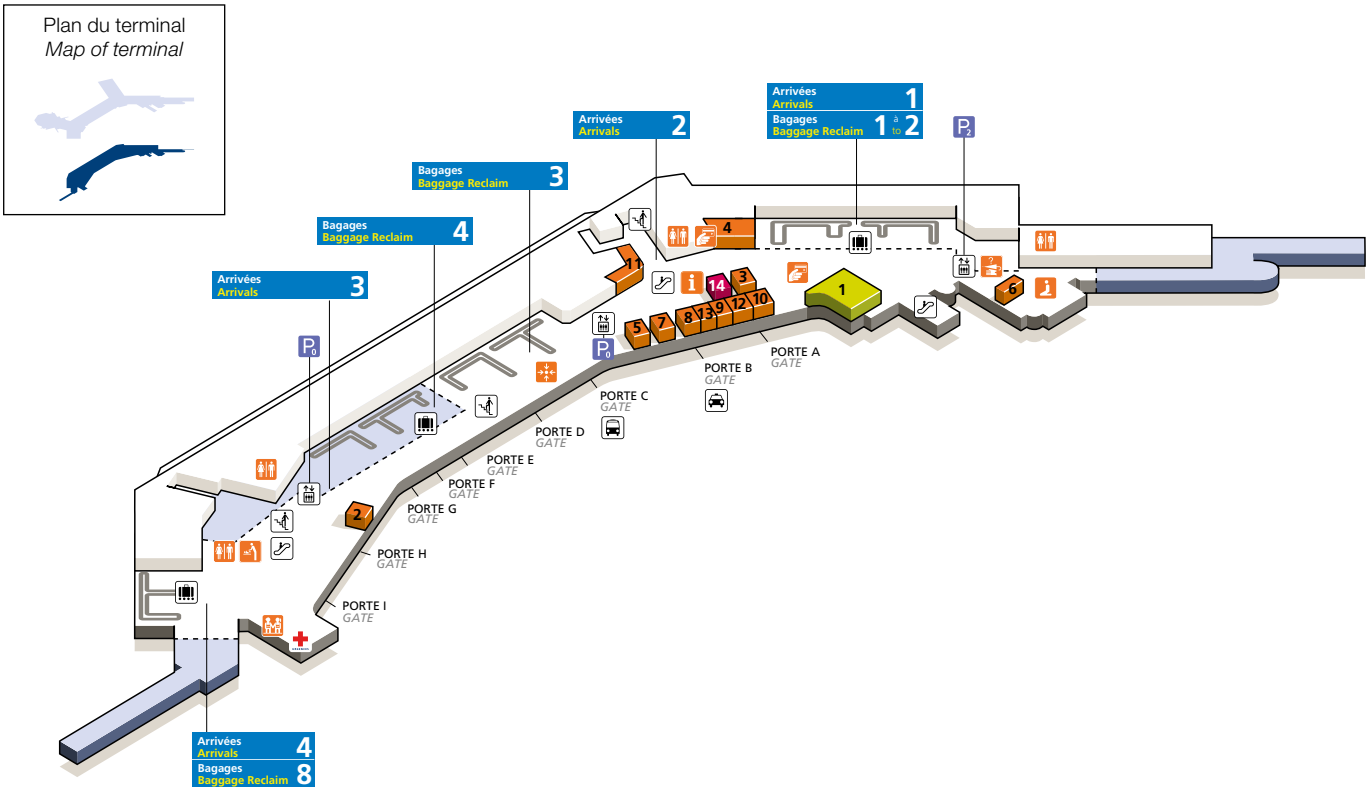 Plan du terminal
Map of terminal
Arrivées
Arrivals 1
Bagages
Baggage Reclaim 1 à to 2
P2
Arrivées
Arrivals 2
Bagages
Baggage Reclaim 3
Bagages
Baggage Reclaim 4
Arrivées
Arrivals 3
P0
P0
4
11
14
3
1
6
5
7
8
13
9
12
10
2
i
?
PORTE A
GATE
PORTE B
GATE
PORTE C
GATE
PORTE D
GATE
PORTE E
GATE
PORTE F
GATE
PORTE G
GATE
PORTE H
GATE
PORTE I
GATE
Arrivées
Arrivals 4
Bagages
Baggage Reclaim 8